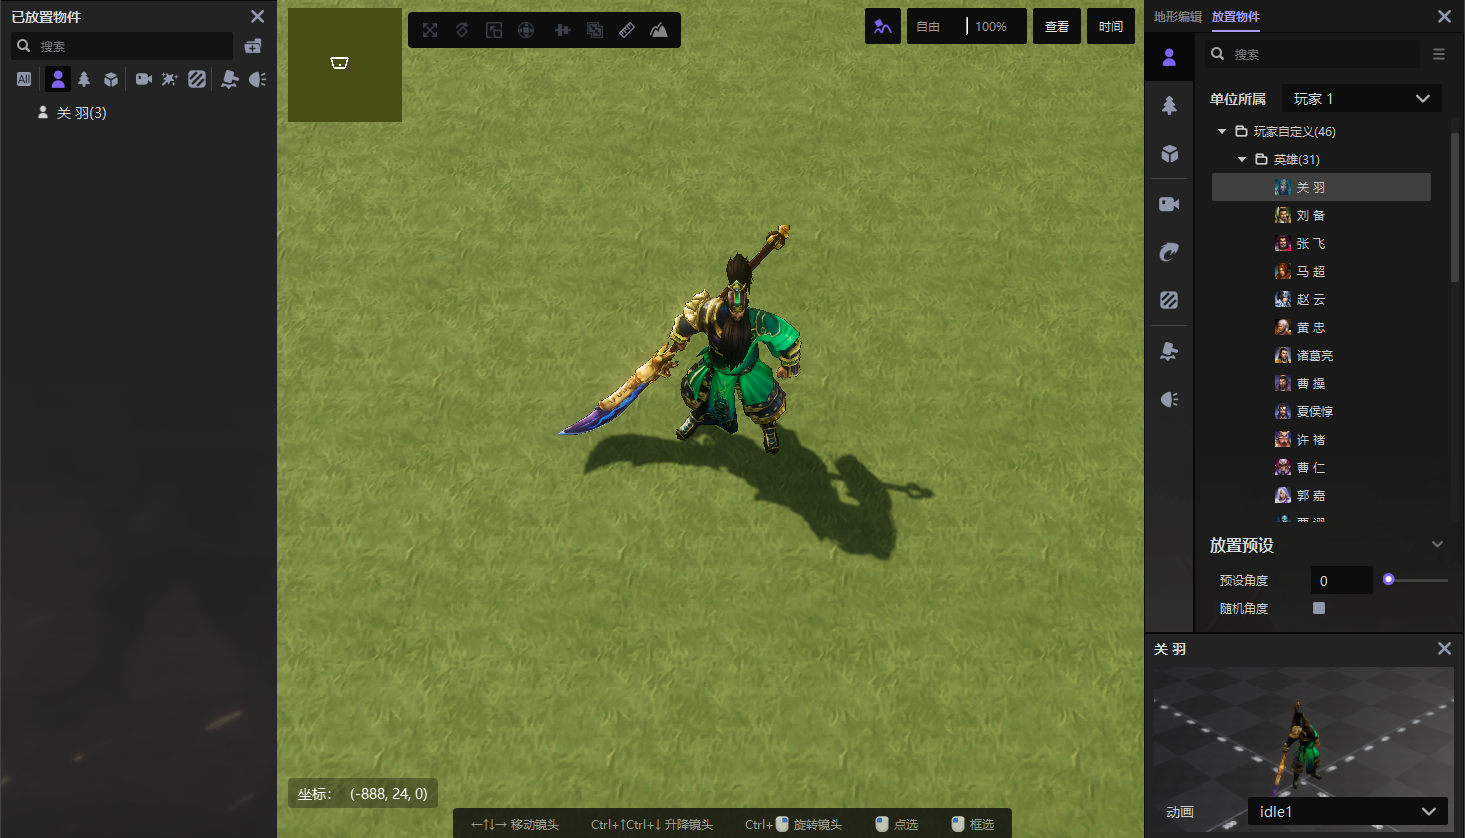 已放置物件
搜索
All
关 羽(3)
自由
100%
查看
时间
坐标： (-888, 24, 0)
←↑↓→ 移动镜头
Ctrl+↑Ctrl+↓ 升降镜头
Ctrl+ 旋转镜头
点选
框选
地形编辑
放置物件
搜索
单位所属
玩家 1
玩家自定义(46)
英雄(31)
关 羽
刘 备
张 飞
马 超
赵 云
黄 忠
诸葛亮
曹 操
夏侯惇
许 褚
曹 仁
郭 嘉
放置预设
预设角度
0
随机角度
关 羽
动画
idle1